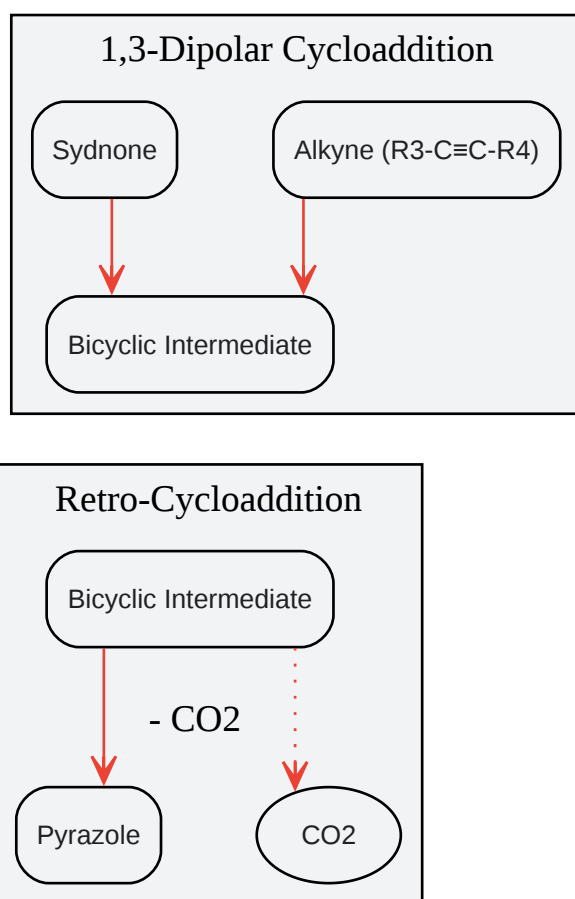 1,3-Dipolar Cycloaddition
Sydnone
Alkyne (R3-C≡C-R4)
Bicyclic Intermediate
Retro-Cycloaddition
Bicyclic Intermediate
- CO2
Pyrazole
CO2